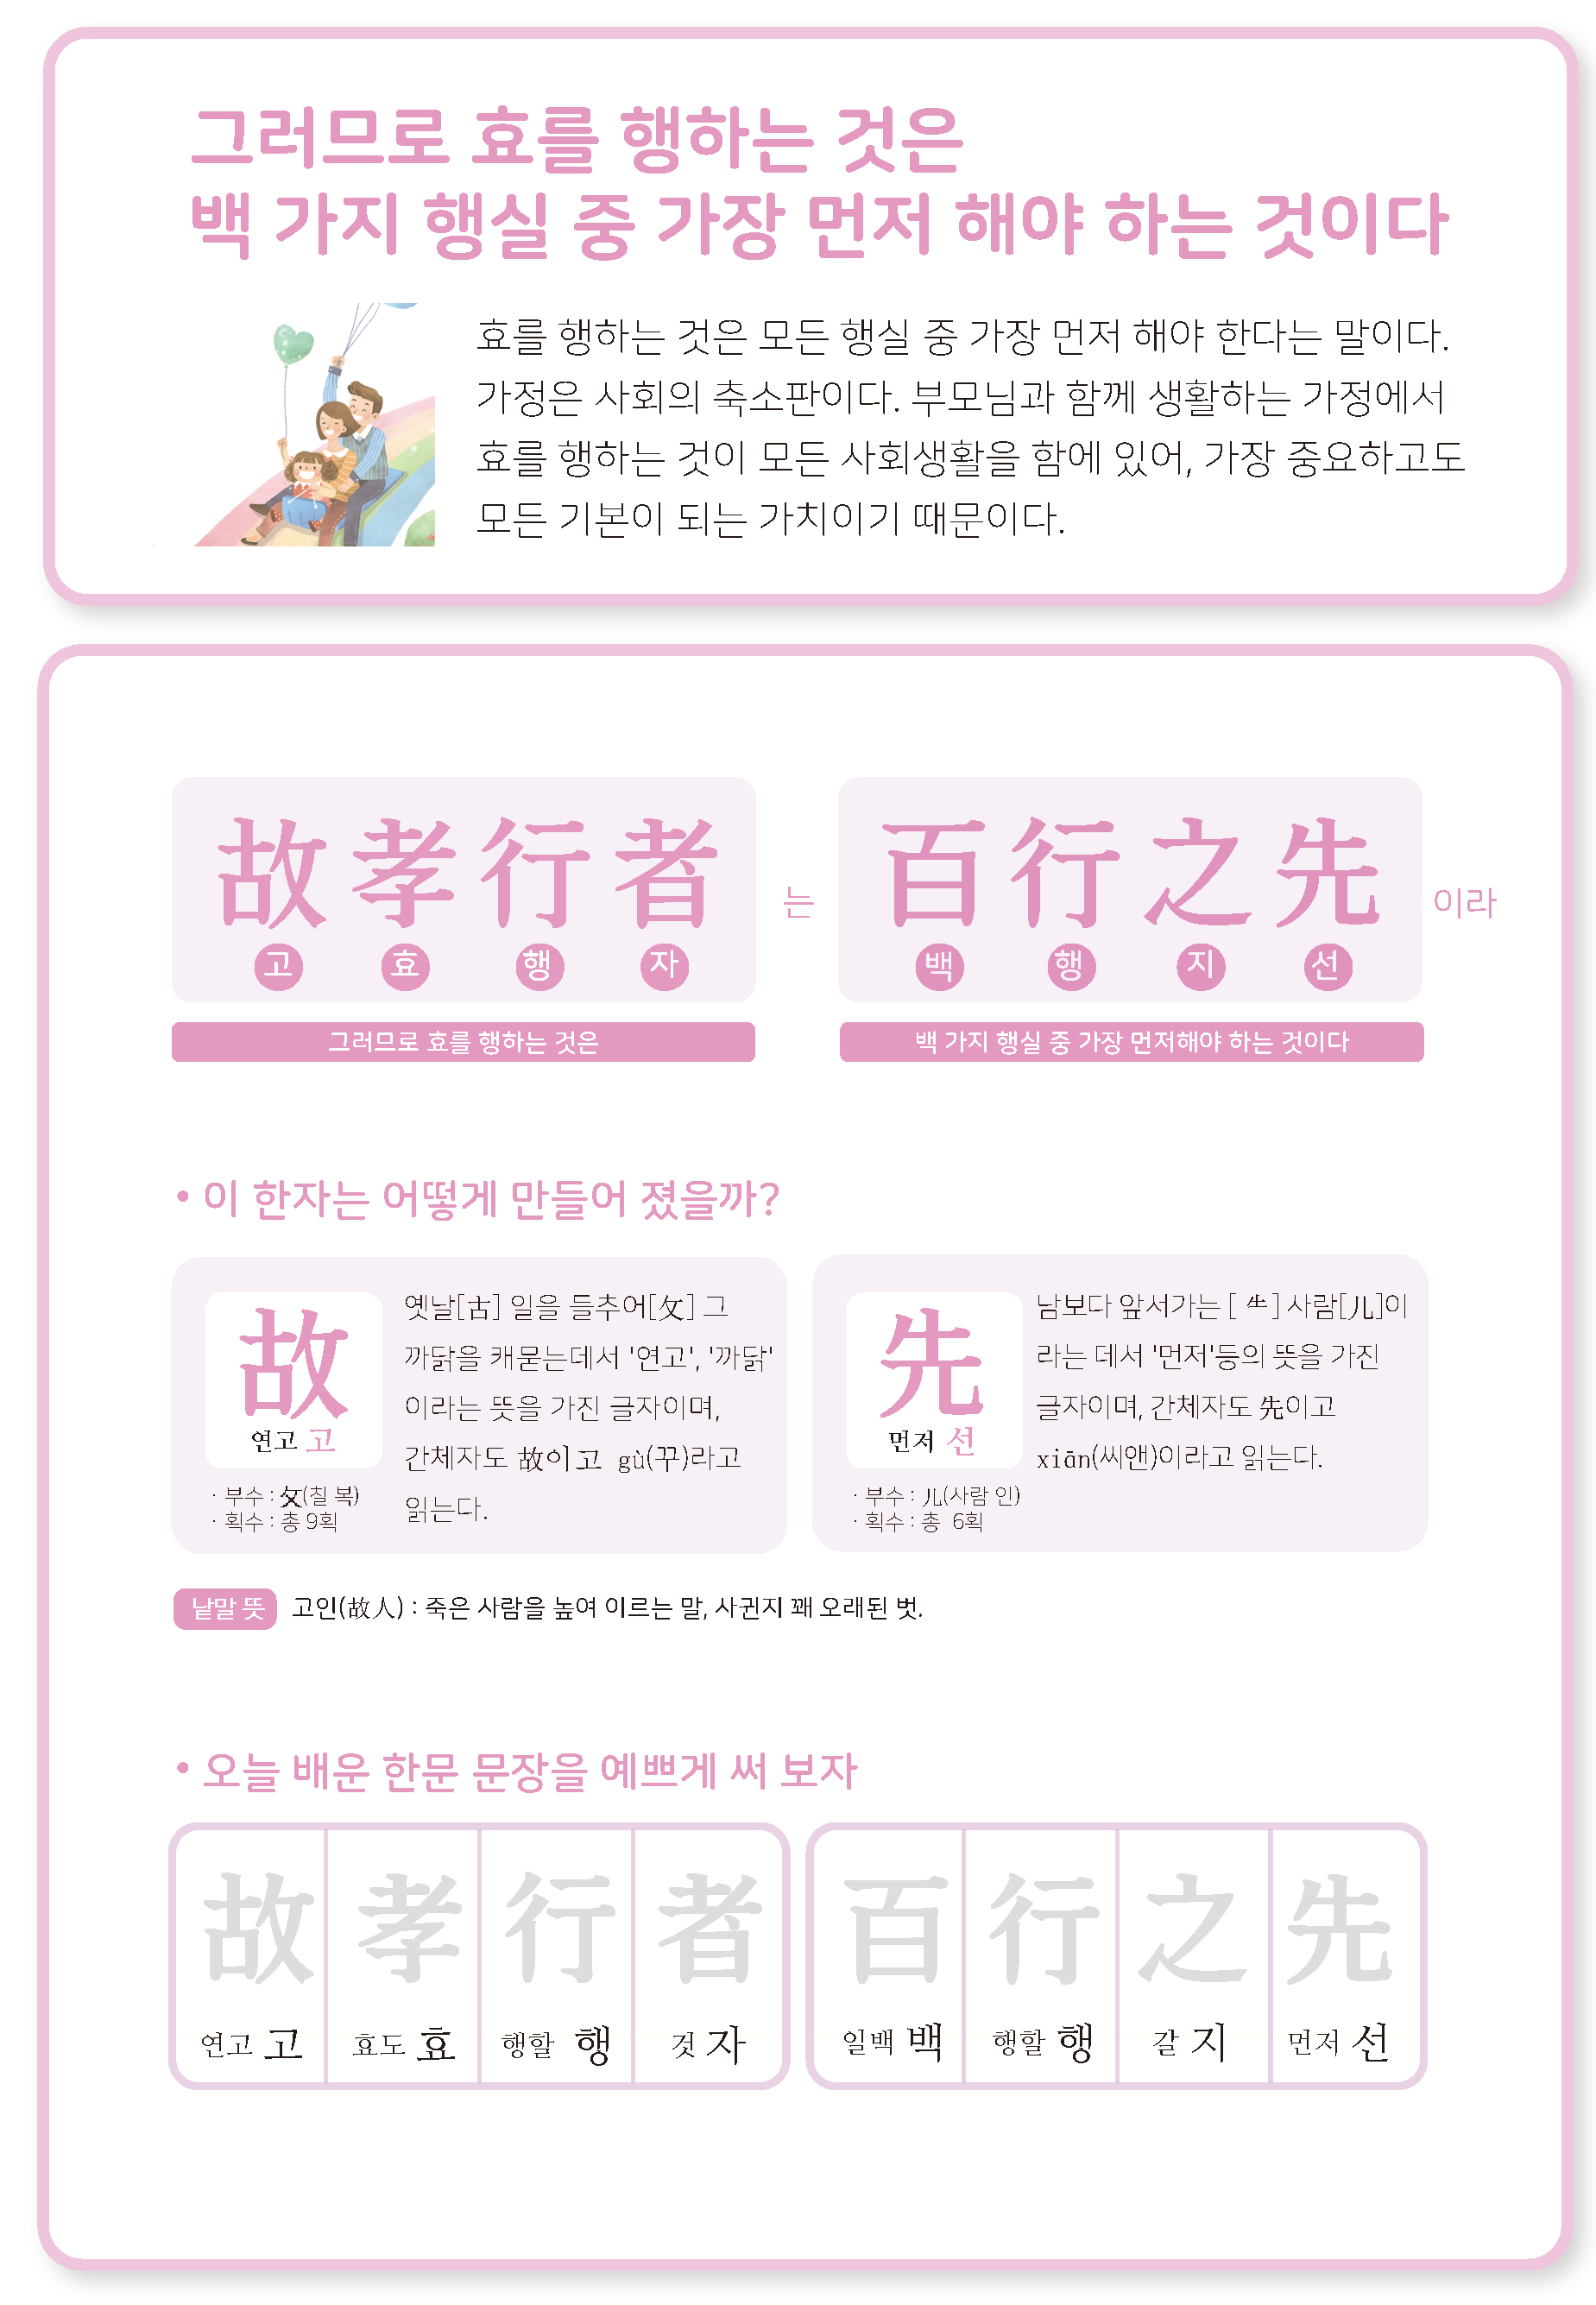 그러므로 효를 행하는 것은
백 가지 행실 중 가장 먼저 해야 하는 것이다
효를 행하는 것은 모든 행실 중 가장 먼저 해야 한다는 말이다.
가정은 사회의 축소판이다. 부모님과 함께 생활하는 가정에서
효를 행하는 것이 모든 사회생활을 함에 있어, 가장 중요하고도
모든 기본이 되는 가치이기 때문이다.
故孝行者는 百行之先이라
고 효 행 자 백 행 지 선
그러므로 효를 행하는 것은
백 가지 행실 중 가장 먼저해야 하는 것이다
• 이 한자는 어떻게 만들어 졌을까?
故
연고 고
· 부수 : 攵(칠 복)
· 획수 : 총 9획
옛날[古] 일을 들추어[攵] 그
까닭을 캐묻는데서 '연고', '까닭'
이라는 뜻을 가진 글자이며,
간체자도 故이고 gù(꾸)라고
읽는다.
先
먼저 선
· 부수 : 儿(사람 인)
· 획수 : 총 6획
남보다 앞서가는 [⺧] 사람[儿]이
라는 데서 '먼저'등의 뜻을 가진
글자이며, 간체자도 先이고
xiān(씨앤)이라고 읽는다.
낱말 뜻 고인(故人) : 죽은 사람을 높여 이르는 말, 사귄지 꽤 오래된 벗.
• 오늘 배운 한문 문장을 예쁘게 써 보자
故 孝 行 者 百 行 之 先
연고 고 효도 효 행할 행 것 자 일백 백 행할 행 갈 지 먼저 선